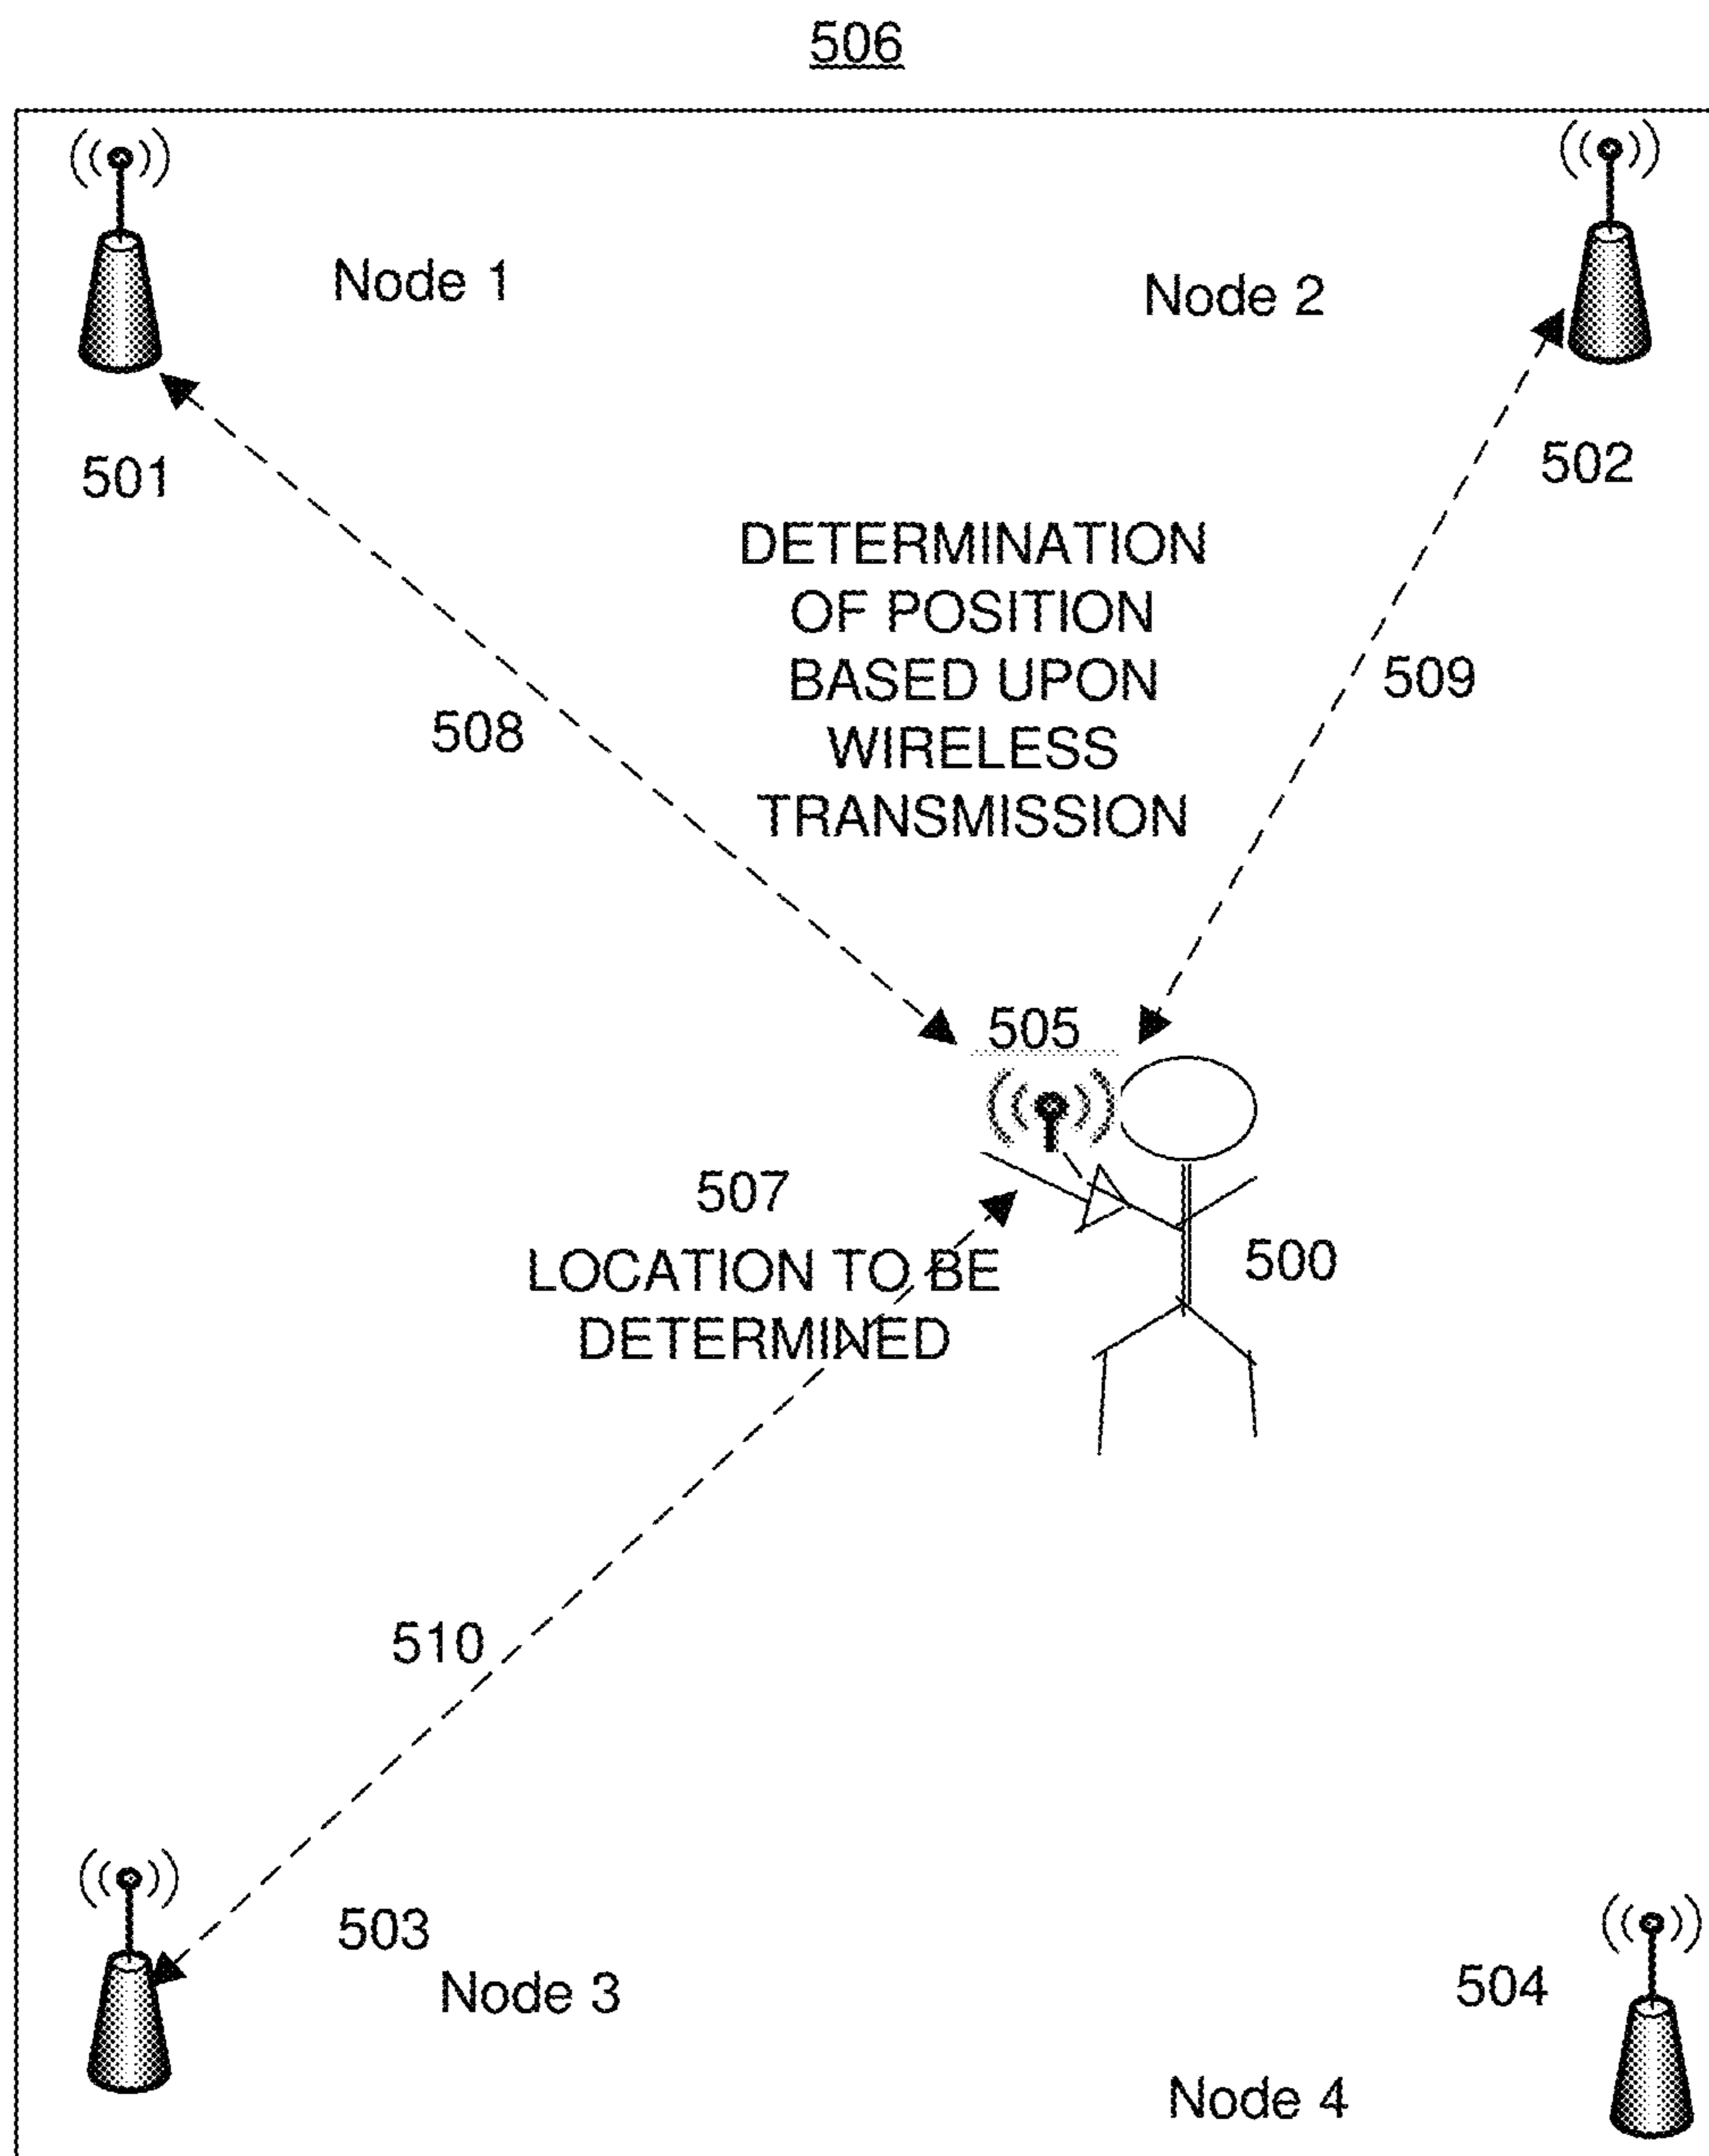 506
Node 1
Node 2
501
502
DETERMINATION
OF POSITION
BASED UPON
WIRELESS
TRANSMISSION
508
509
505
507
LOCATION TO BE
DETERMINED
500
510
503
Node 3
504
Node 4